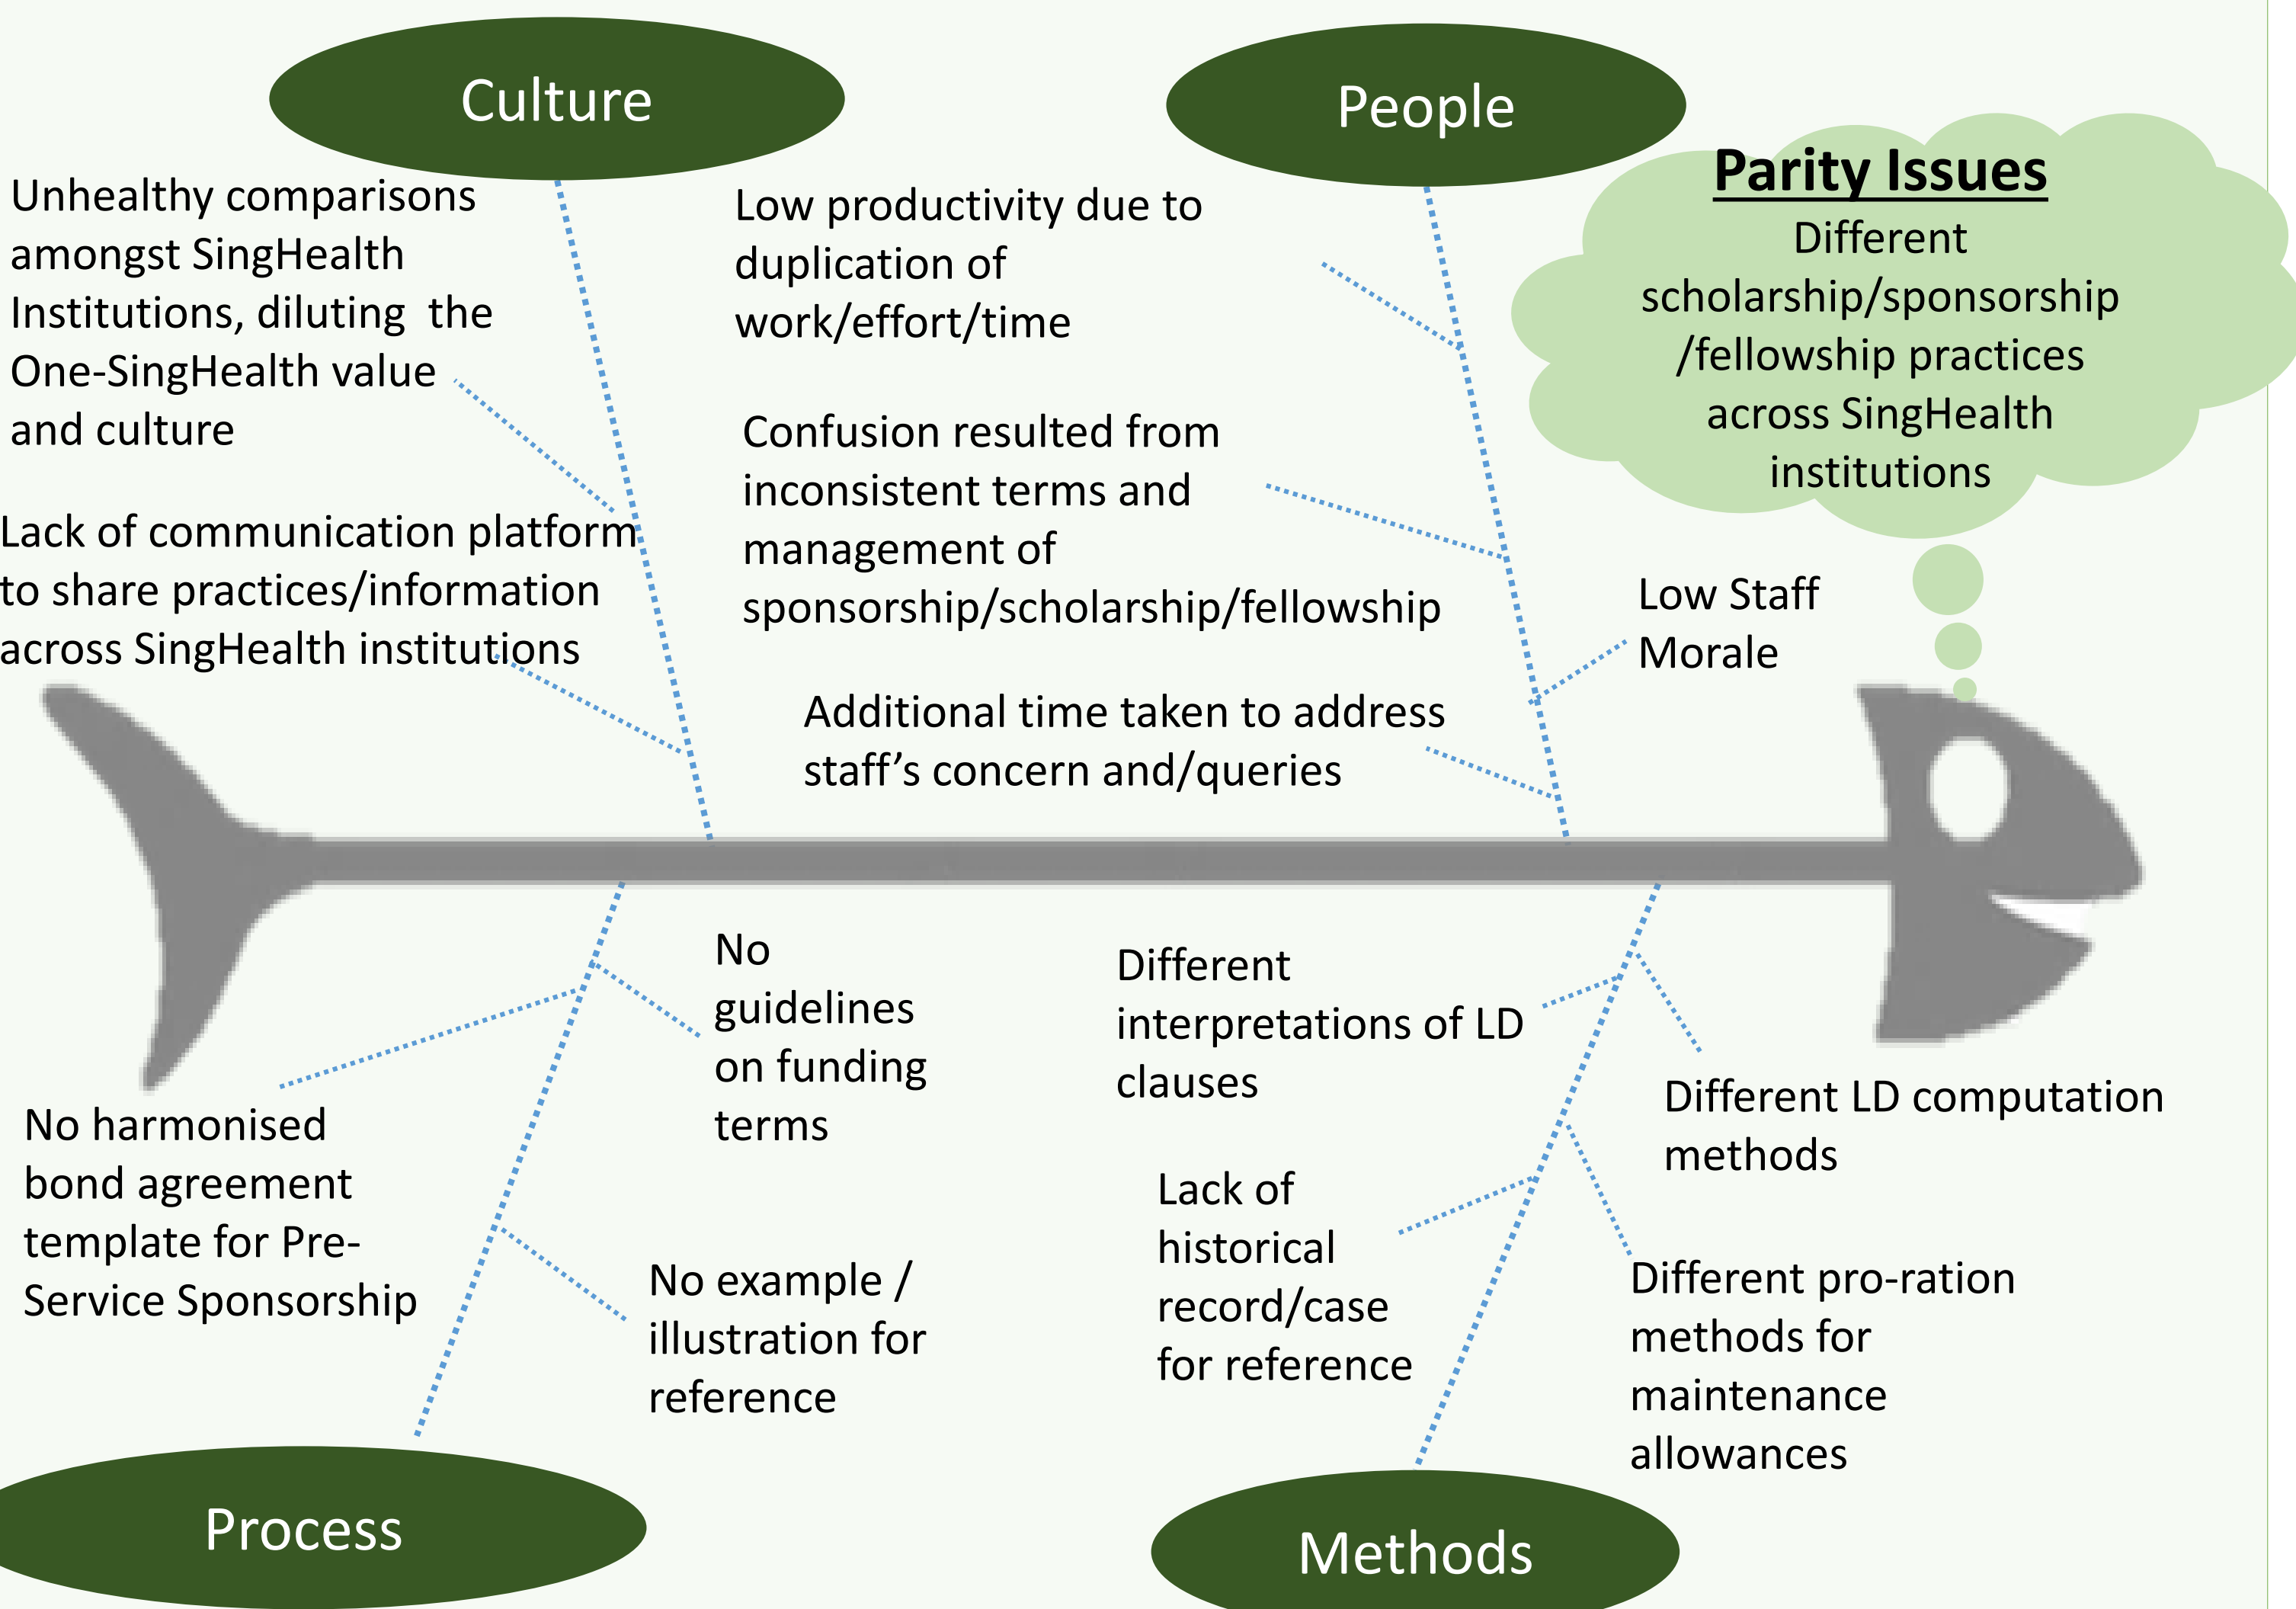 Culture
People
Parity Issues
Different
scholarship/sponsorship
/fellowship practices
across SingHealth
institutions
Unhealthy comparisons
amongst SingHealth
Institutions, diluting  the
One-SingHealth value
and culture
Lack of communication platform
to share practices/information
across SingHealth institutions
Low productivity due to
duplication of
work/effort/time
Confusion resulted from
inconsistent terms and
management of
sponsorship/scholarship/fellowship
Additional time taken to address
staff’s concern and/queries
Low Staff
Morale
No harmonised
bond agreement
template for Pre-
Service Sponsorship
No
guidelines
on funding
terms
No example /
illustration for
reference
Different
interpretations of LD
clauses
Lack of
historical
record/case
for reference
Different LD computation
methods
Different pro-ration
methods for
maintenance
allowances
Process
Methods